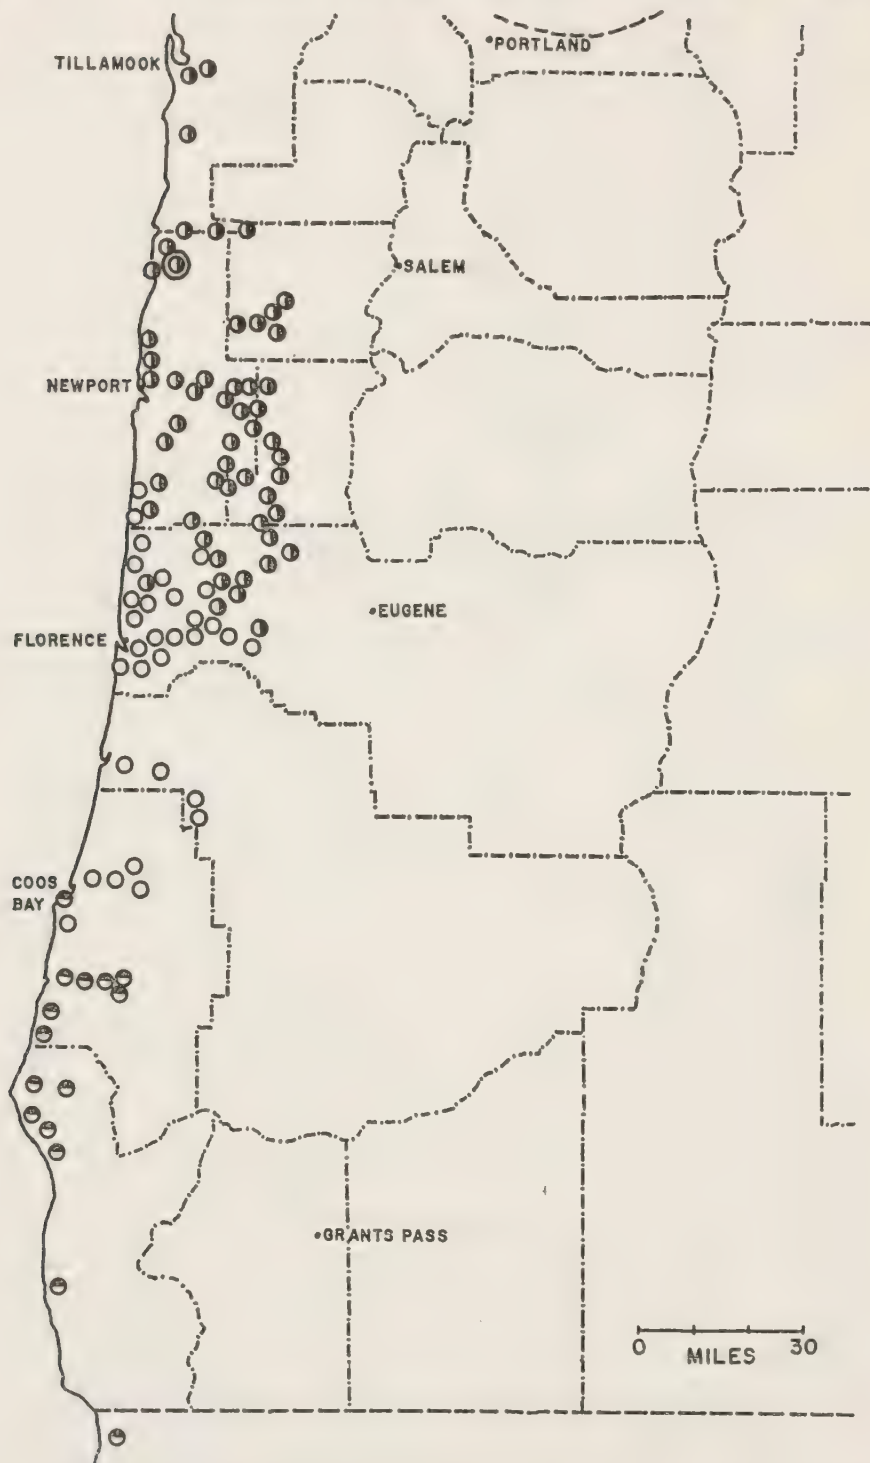 PORTLAND
TILLAMOOK
SALEM
NEWPORT
EUGENE
FLORENCE
COOS
BAY
GRANTS PASS
0 30
MILES